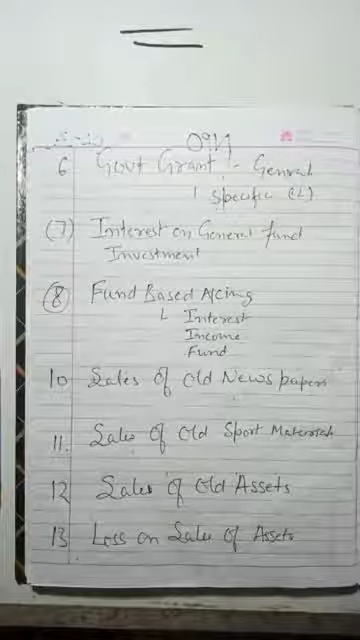 6 Govt Grant - General
specific (L)
(7) Interest on General fund
Investment
(8) Fund Based A/cing
Interest
Income
Fund
10 Sales of Old News papers
11. Sales of Old Sport Material
12 Sales of Old Assets
13 Loss on Sales of Assets